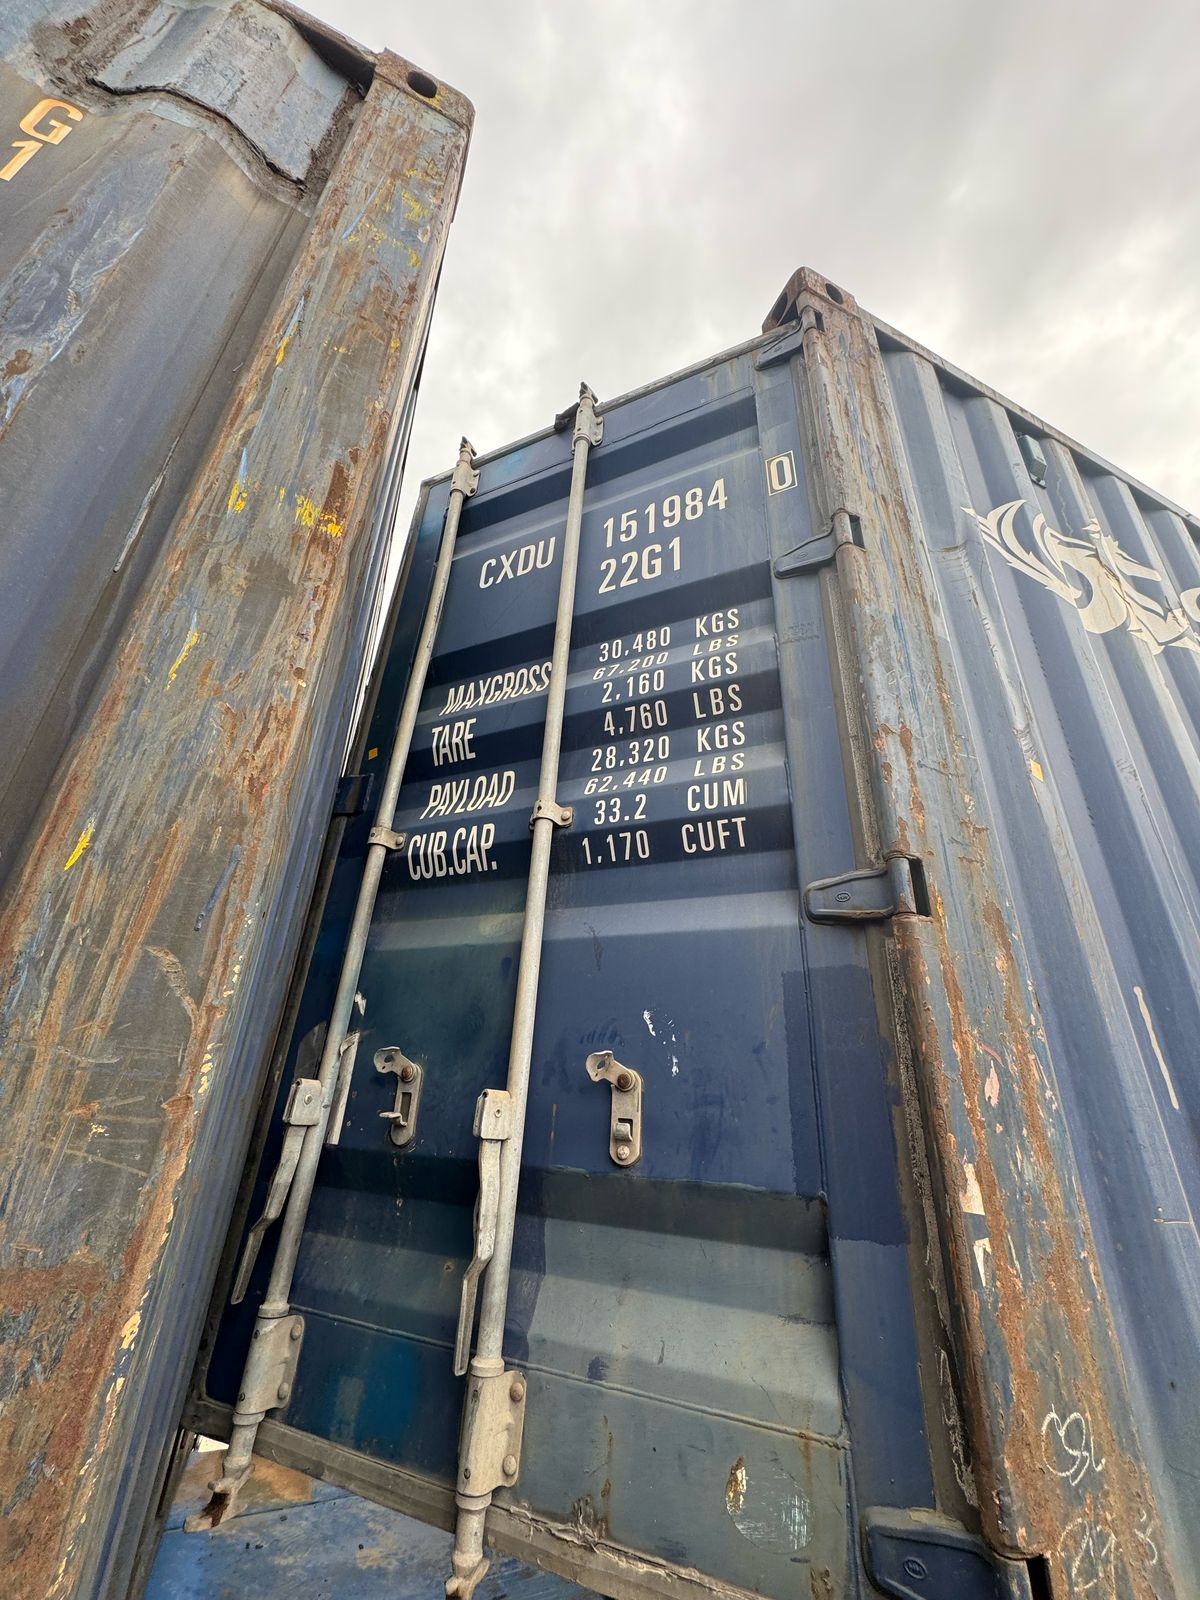 G
1
CXDU 151984 0
22G1
MAXGROSS 30,480 KGS
67,200 LBS
TARE 2,160 KGS
4,760 LBS
PAYLOAD 28,320 KGS
62,440 LBS
CUB.CAP. 33.2 CUM
1,170 CUFT